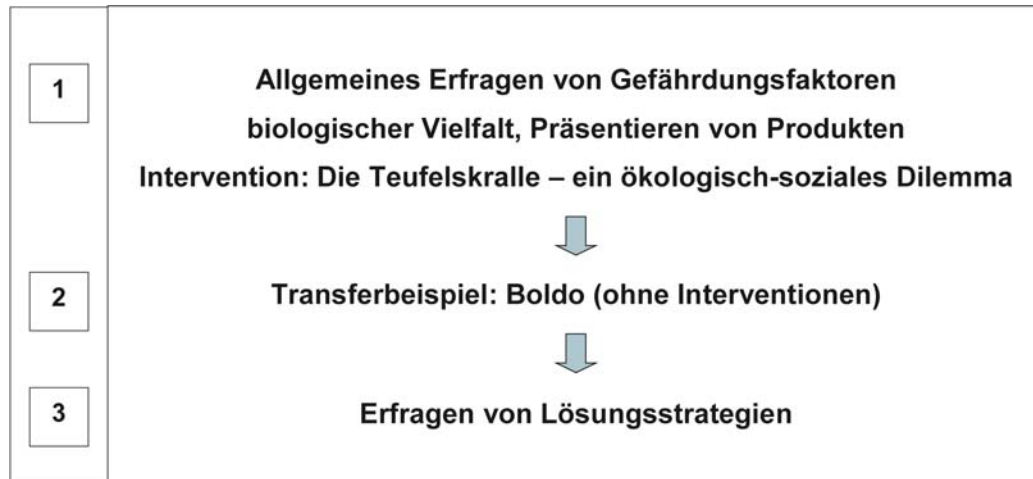 1
Allgemeines Erfragen von Gefährdungsfaktoren
biologischer Vielfalt, Präsentieren von Produkten
Intervention: Die Teufelskralle – ein ökologisch-soziales Dilemma
2
Transferbeispiel: Boldo (ohne Interventionen)
3
Erfragen von Lösungsstrategien